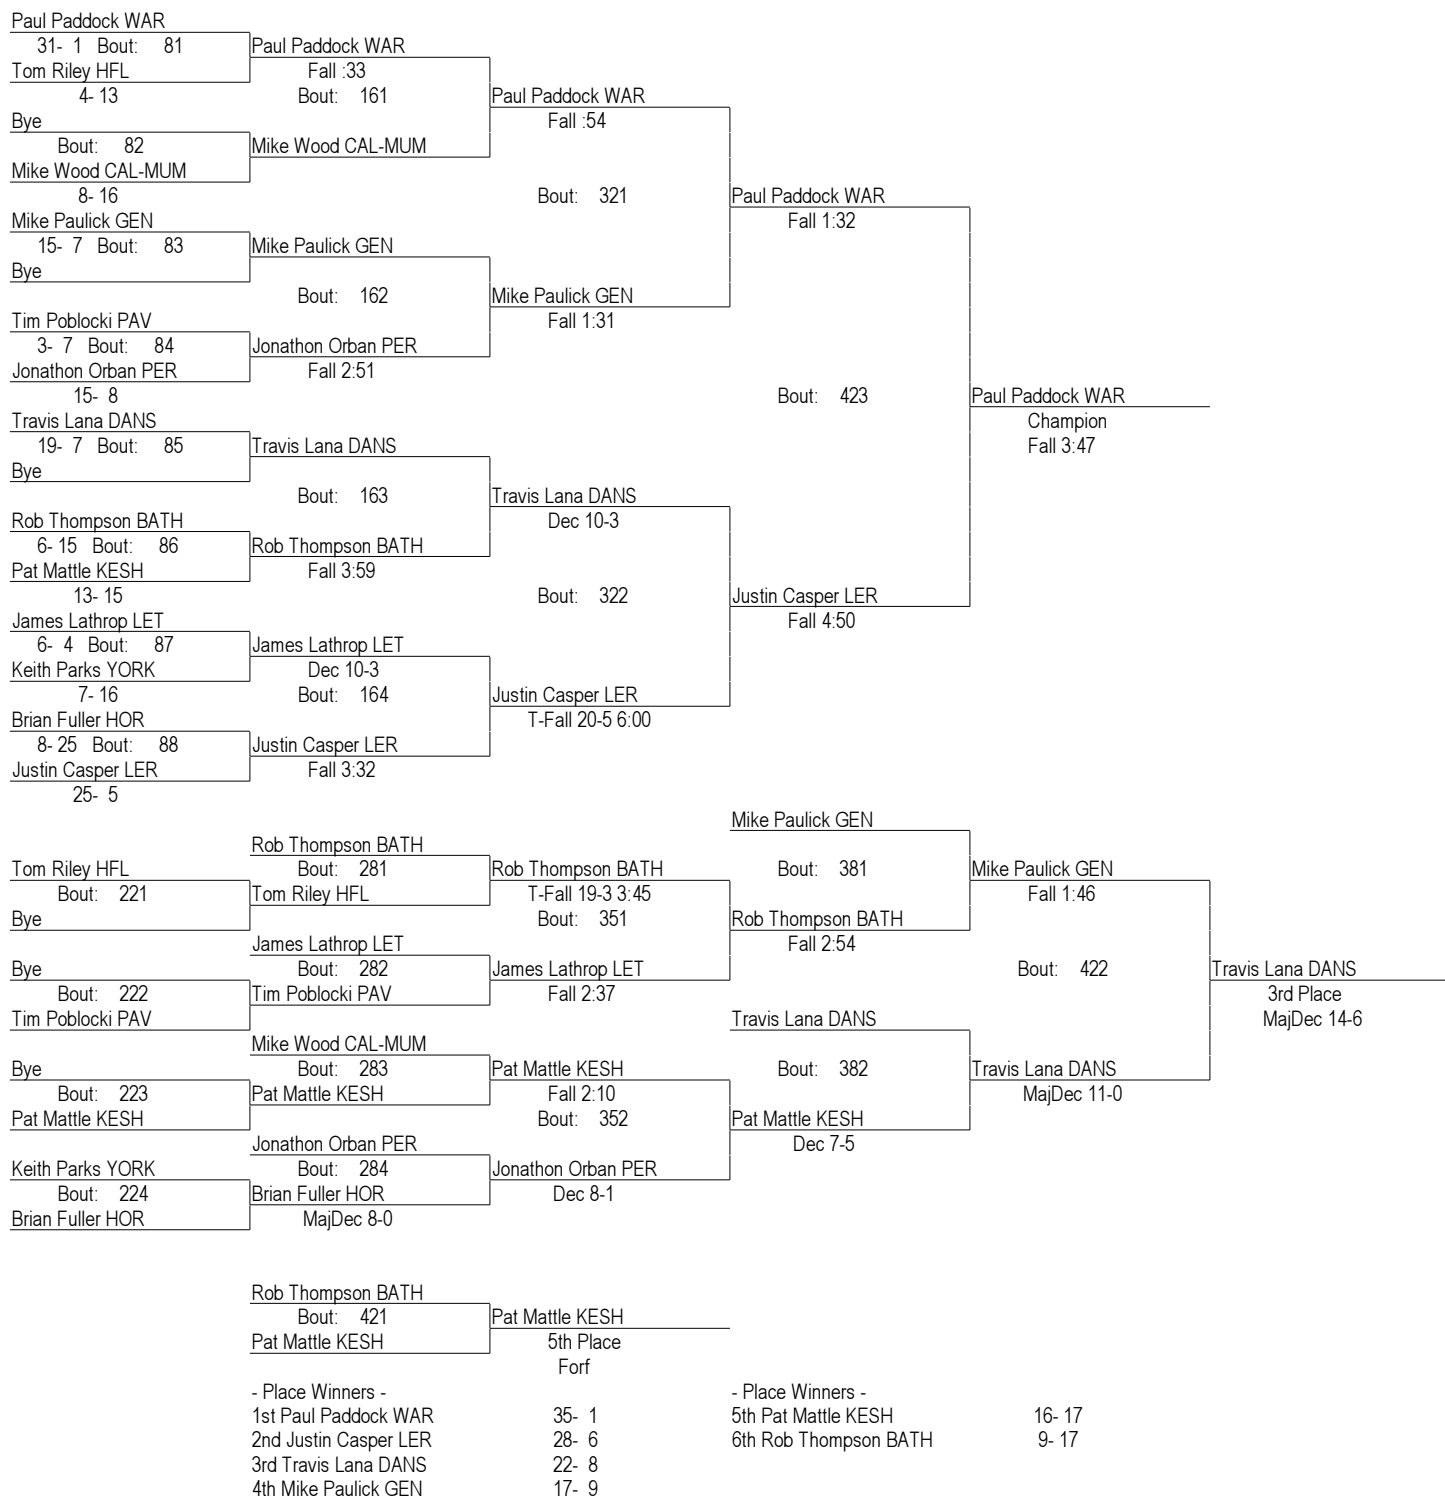 Paul Paddock WAR
31- 1 Bout: 81 Paul Paddock WAR
Tom Riley HFL Fall :33
4- 13 Bout: 161 Paul Paddock WAR
Bye Fall :54
Bout: 82 Mike Wood CAL-MUM
Mike Wood CAL-MUM
8- 16 Bout: 321 Paul Paddock WAR
Mike Paulick GEN Fall 1:32
15- 7 Bout: 83 Mike Paulick GEN
Bye
Bout: 162 Mike Paulick GEN
Tim Poblocki PAV Fall 1:31
3- 7 Bout: 84 Jonathon Orban PER
Jonathon Orban PER Fall 2:51
15- 8 Bout: 423 Paul Paddock WAR
Travis Lana DANS Champion
19- 7 Bout: 85 Travis Lana DANS Fall 3:47
Bye
Bout: 163 Travis Lana DANS
Rob Thompson BATH Dec 10-3
6- 15 Bout: 86 Rob Thompson BATH
Pat Mattle KESH Fall 3:59
13- 15 Bout: 322 Justin Casper LER
James Lathrop LET Fall 4:50
6- 4 Bout: 87 James Lathrop LET
Keith Parks YORK Dec 10-3
7- 16 Bout: 164 Justin Casper LER
Brian Fuller HOR T-Fall 20-5 6:00
8- 25 Bout: 88 Justin Casper LER
Justin Casper LER Fall 3:32
25- 5
Mike Paulick GEN
Rob Thompson BATH
Tom Riley HFL Bout: 281 Rob Thompson BATH Bout: 381 Mike Paulick GEN
Bout: 221 Tom Riley HFL T-Fall 19-3 3:45 Fall 1:46
Bye Bout: 351 Rob Thompson BATH
James Lathrop LET Fall 2:54
Bye Bout: 282 James Lathrop LET Bout: 422 Travis Lana DANS
Bout: 222 Tim Poblocki PAV Fall 2:37 3rd Place
Tim Poblocki PAV Travis Lana DANS MajDec 14-6
Mike Wood CAL-MUM
Bye Bout: 283 Pat Mattle KESH Bout: 382 Travis Lana DANS
Bout: 223 Pat Mattle KESH Fall 2:10 MajDec 11-0
Pat Mattle KESH Bout: 352 Pat Mattle KESH
Jonathon Orban PER Dec 7-5
Keith Parks YORK Bout: 284 Jonathon Orban PER
Bout: 224 Brian Fuller HOR Dec 8-1
Brian Fuller HOR MajDec 8-0
Rob Thompson BATH
Bout: 421 Pat Mattle KESH
Pat Mattle KESH 5th Place
Forf
- Place Winners - - Place Winners -
1st Paul Paddock WAR 35- 1 5th Pat Mattle KESH 16- 17
2nd Justin Casper LER 28- 6 6th Rob Thompson BATH 9- 17
3rd Travis Lana DANS 22- 8
4th Mike Paulick GEN 17- 9